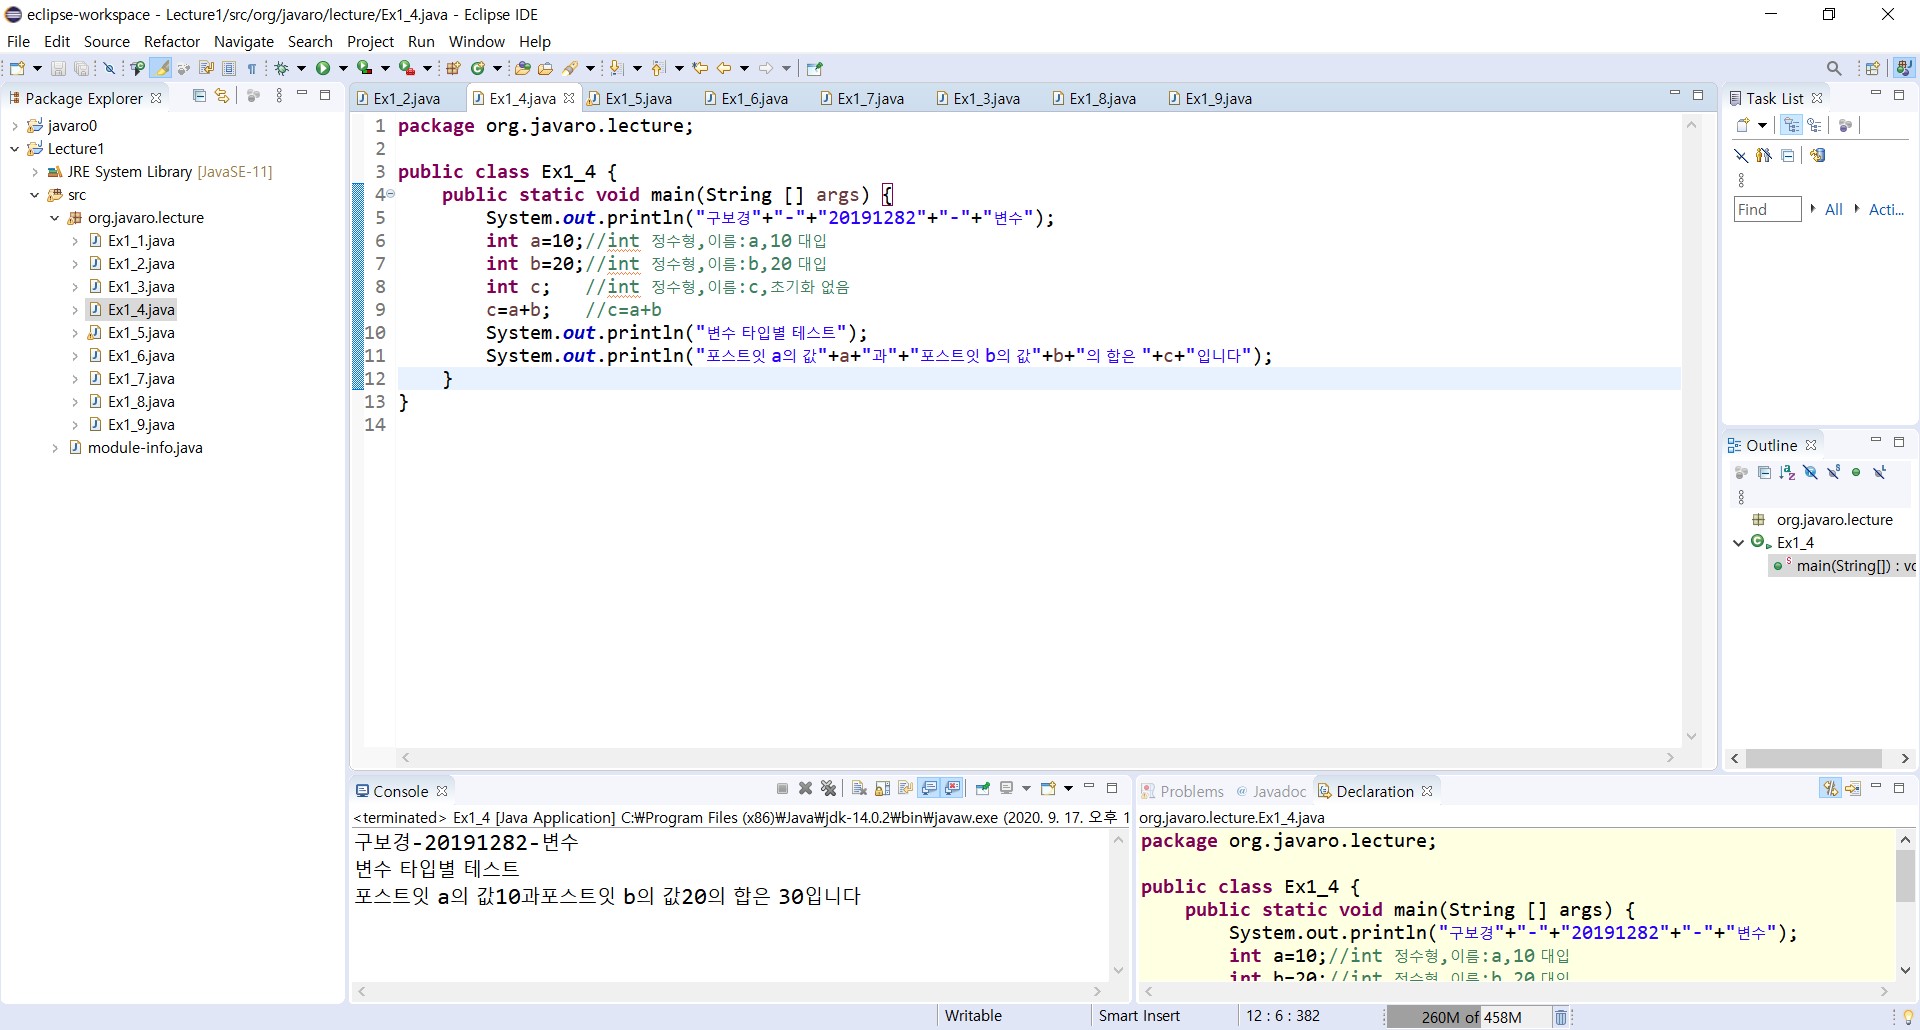 eclipse-workspace - Lecture1/src/org/javaro/lecture/Ex1_4.java - Eclipse IDE
File Edit Source Refactor Navigate Search Project Run Window Help
Package Explorer
javaro0
Lecture1
JRE System Library [JavaSE-11]
src
org.javaro.lecture
Ex1_1.java
Ex1_2.java
Ex1_3.java
Ex1_4.java
Ex1_5.java
Ex1_6.java
Ex1_7.java
Ex1_8.java
Ex1_9.java
module-info.java
Ex1_2.java Ex1_4.java Ex1_5.java Ex1_6.java Ex1_7.java Ex1_3.java Ex1_8.java Ex1_9.java
1 package org.javaro.lecture;
2
3 public class Ex1_4 {
4 public static void main(String [] args) {
5 System.out.println("구보경"+"-"+"20191282"+"-"+"변수");
6 int a=10;//int 정수형,이름:a,10 대입
7 int b=20;//int 정수형,이름:b,20 대입
8 int c; //int 정수형,이름:c,초기화 없음
9 c=a+b; //c=a+b
10 System.out.println("변수 타입별 테스트");
11 System.out.println("포스트잇 a의 값"+a+"과"+"포스트잇 b의 값"+b+"의 합은 "+c+"입니다");
12 }
13 }
14
Task List
Find All Acti...
Outline
org.javaro.lecture
Ex1_4
main(String[]) : vo
Console
<terminated> Ex1_4 [Java Application] C:₩Program Files (x86)₩Java₩jdk-14.0.2₩bin₩javaw.exe (2020. 9. 17. 오후 1
구보경-20191282-변수
변수 타입별 테스트
포스트잇 a의 값10과포스트잇 b의 값20의 합은 30입니다
Problems @ Javadoc Declaration
org.javaro.lecture.Ex1_4.java
package org.javaro.lecture;
public class Ex1_4 {
public static void main(String [] args) {
System.out.println("구보경"+"-"+"20191282"+"-"+"변수");
int a=10;//int 정수형,이름:a,10 대입
int b=20;//int 정수형,이름:b,20 대입
Writable Smart Insert 12 : 6 : 382 260M of 458M